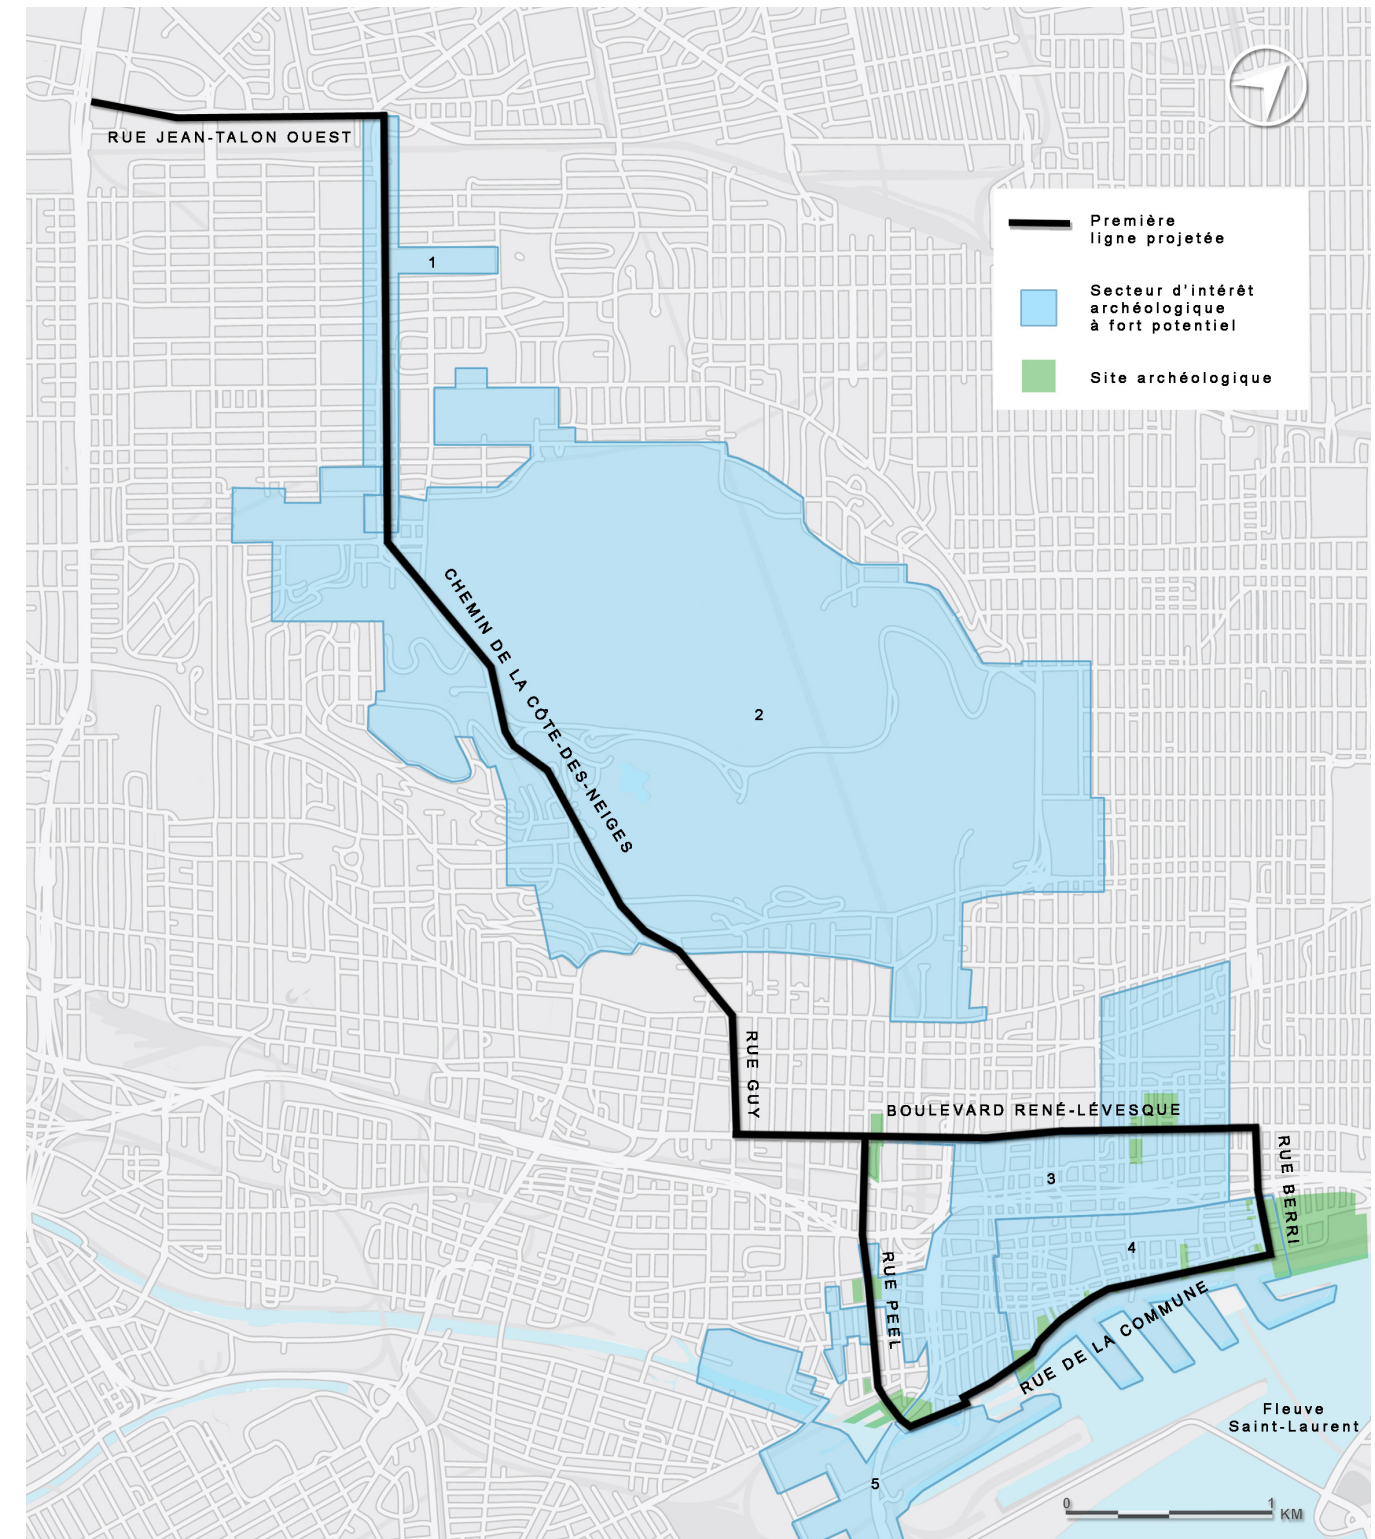 RUE JEAN-TALON OUEST
Première
ligne projetée
1
Secteur d'intérêt
archéologique
à fort potentiel
Site archéologique
CHEMIN DE LA CÔTE-DES-NEIGES
2
RUE GUY
BOULEVARD RENÉ-LÉVESQUE
3
RUE BERRI
4
RUE PEEL
RUE DE LA COMMUNE
Fleuve
Saint-Laurent
5
0 1
KM